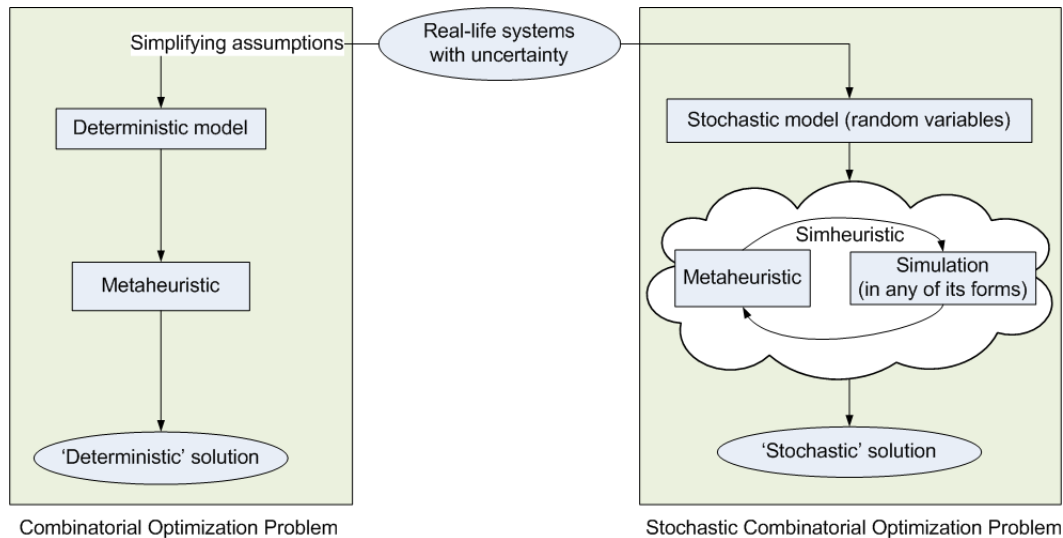 Real-life systems
with uncertainty
Simplifying assumptions
Deterministic model
Metaheuristic
‘Deterministic’ solution
Combinatorial Optimization Problem
Stochastic model (random variables)
Simheuristic
Metaheuristic
Simulation
(in any of its forms)
‘Stochastic’ solution
Stochastic Combinatorial Optimization Problem